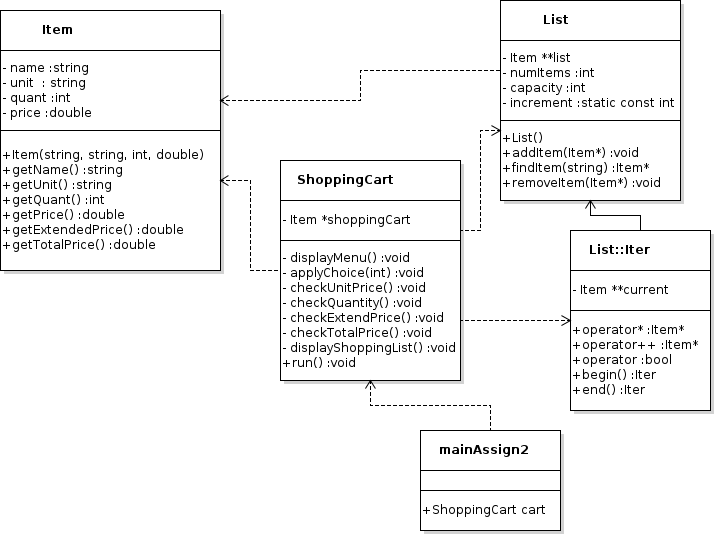 Item
- name :string
- unit  : string
- quant :int
- price :double
+Item(string, string, int, double)
+getName() :string
+getUnit() :string
+getQuant() :int
+getPrice() :double
+getExtendedPrice() :double
+getTotalPrice() :double
List
- Item **list
- numItems :int
- capacity :int
- increment :static const int
+List()
+addItem(Item*) :void
+findItem(string) :Item*
+removeItem(Item*) :void
ShoppingCart
- Item *shoppingCart
- displayMenu() :void
- applyChoice(int) :void
- checkUnitPrice() :void
- checkQuantity() :void
- checkExtendPrice() :void
- checkTotalPrice() :void
- displayShoppingList() :void
+run() :void
List::Iter
- Item **current
+operator* :Item*
+operator++ :Item*
+operator :bool
+begin() :Iter
+end() :Iter
mainAssign2
+ShoppingCart cart